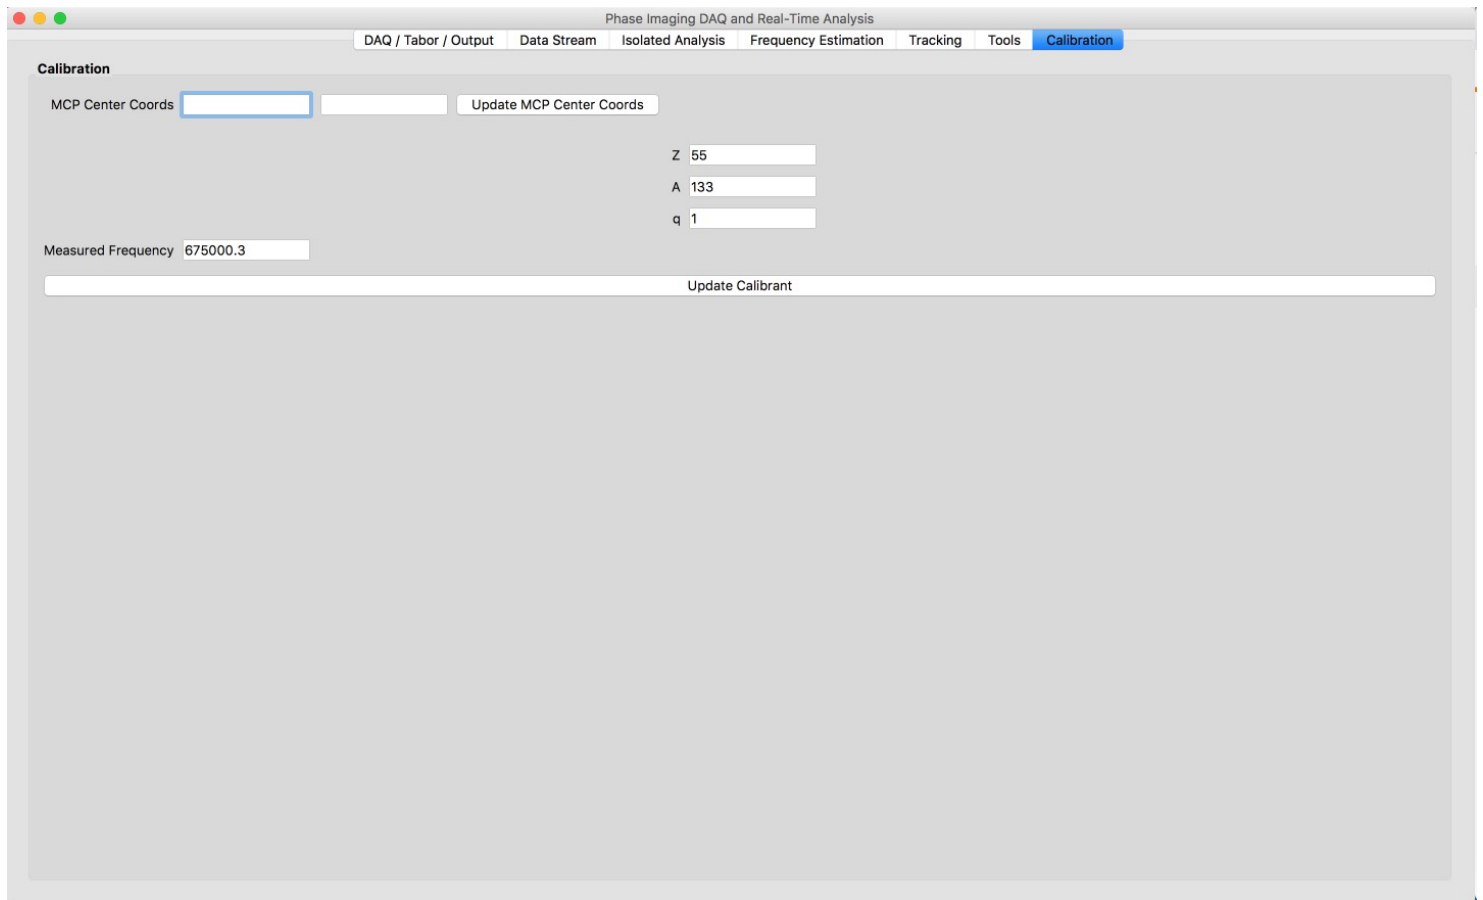 Phase Imaging DAQ and Real-Time Analysis
DAQ / Tabor / Output Data Stream Isolated Analysis Frequency Estimation Tracking Tools Calibration
Calibration
MCP Center Coords Update MCP Center Coords
Z 55
A 133
q 1
Measured Frequency 675000.3
Update Calibrant